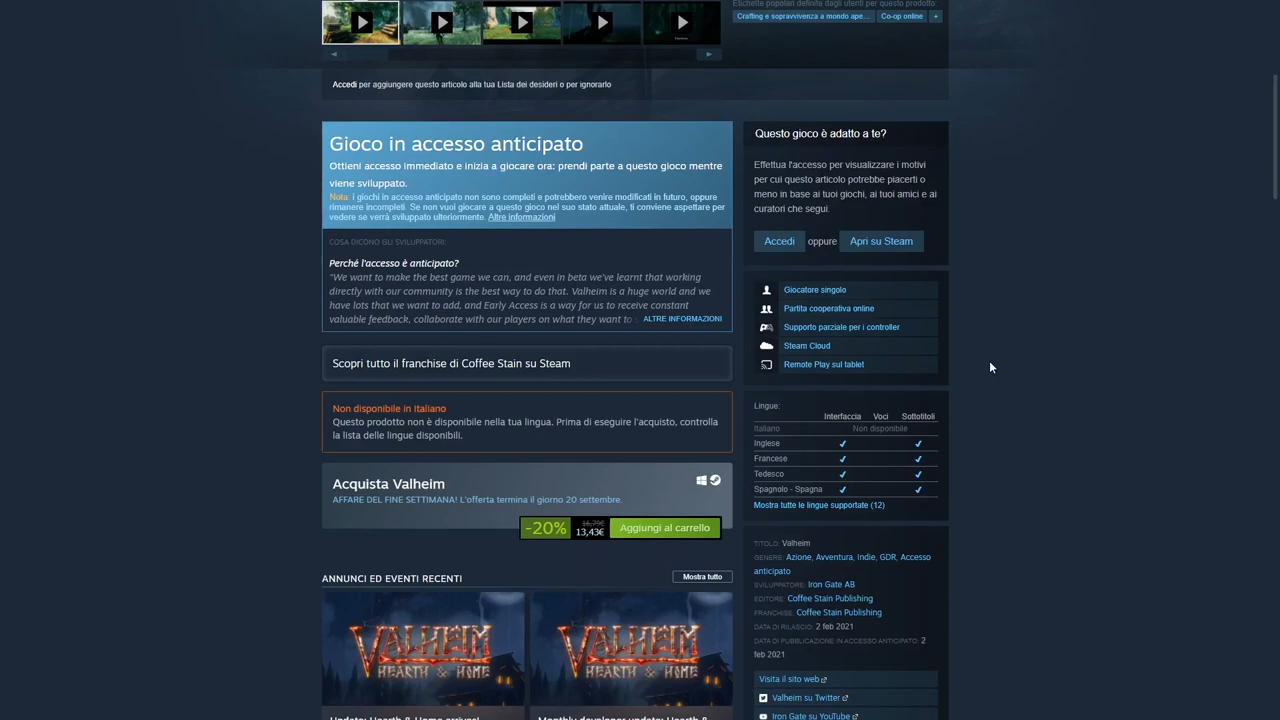 Etichette popolari definite dagli utenti per questo prodotto:
Crafting e sopravvivenza a mondo ape... Co-op online +
Accedi per aggiungere questo articolo alla tua Lista dei desideri o per ignorarlo
Gioco in accesso anticipato
Ottieni accesso immediato e inizia a giocare ora: prendi parte a questo gioco mentre
viene sviluppato.
Nota: i giochi in accesso anticipato non sono completi e potrebbero venire modificati in futuro, oppure
rimanere incompleti. Se non vuoi giocare a questo gioco nel suo stato attuale, ti conviene aspettare per
vedere se verrà sviluppato ulteriormente. Altre informazioni
COSA DICONO GLI SVILUPPATORI:
Perché l'accesso è anticipato?
"We want to make the best game we can, and even in beta we've learnt that working
directly with our community is the best way to do that. Valheim is a huge world and we
have lots that we want to add, and Early Access is a way for us to receive constant
valuable feedback, collaborate with our players on what they want to ALTRE INFORMAZIONI
Scopri tutto il franchise di Coffee Stain su Steam
Non disponibile in Italiano
Questo prodotto non è disponibile nella tua lingua. Prima di eseguire l'acquisto, controlla
la lista delle lingue disponibili.
Acquista Valheim
AFFARE DEL FINE SETTIMANA! L'offerta termina il giorno 20 settembre.
-20% 16,79€ 13,43€ Aggiungi al carrello
ANNUNCI ED EVENTI RECENTI Mostra tutto
VALHEIM
HEARTH & HOME
VALHEIM
HEARTH & HOME
Update: Hearth & Home arrives!
Monthly developer update: Hearth &
Questo gioco è adatto a te?
Effettua l'accesso per visualizzare i motivi
per cui questo articolo potrebbe piacerti o
meno in base ai tuoi giochi, ai tuoi amici e ai
curatori che segui.
Accedi oppure Apri su Steam
Giocatore singolo
Partita cooperativa online
Supporto parziale per i controller
Steam Cloud
Remote Play sul tablet
Lingue:
Interfaccia Voci Sottotitoli
Italiano Non disponibile
Inglese ✔ ✔
Francese ✔ ✔
Tedesco ✔ ✔
Spagnolo - Spagna ✔ ✔
Mostra tutte le lingue supportate (12)
TITOLO: Valheim
GENERE: Azione, Avventura, Indie, GDR, Accesso
anticipato
SVILUPPATORE: Iron Gate AB
EDITORE: Coffee Stain Publishing
FRANCHISE: Coffee Stain Publishing
DATA DI RILASCIO: 2 feb 2021
DATA DI PUBBLICAZIONE IN ACCESSO ANTICIPATO: 2
feb 2021
Visita il sito web
Valheim su Twitter
Iron Gate su YouTube